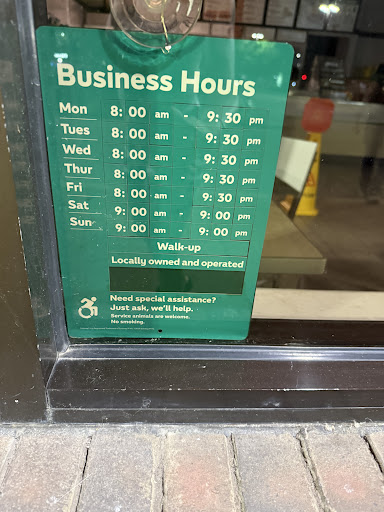 Business Hours
Mon 8: 00 am - 9: 30 pm
Tues 8: 00 am - 9: 30 pm
Wed 8: 00 am - 9: 30 pm
Thur 8: 00 am - 9: 30 pm
Fri 8: 00 am - 9: 30 pm
Sat 9: 00 am - 9: 00 pm
Sun 9: 00 am - 9: 00 pm
Walk-up
Locally owned and operated
Need special assistance?
Just ask, we'll help.
Service animals are welcome.
No smoking.